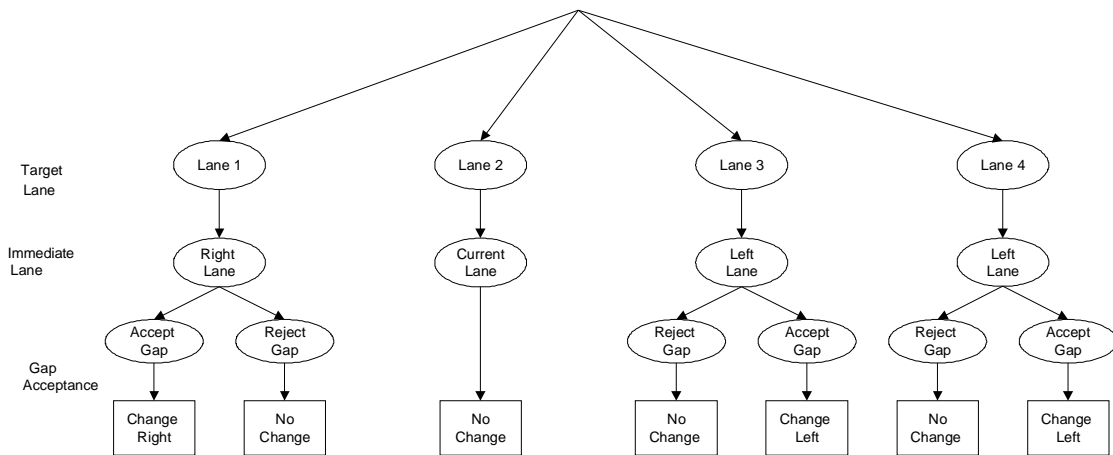 Target
Lane
Lane 1
Lane 2
Lane 3
Lane 4
Immediate
Lane
Right
Lane
Current
Lane
Left
Lane
Left
Lane
Gap
Acceptance
Accept
Gap
Reject
Gap
Reject
Gap
Accept
Gap
Reject
Gap
Accept
Gap
Change
Right
No
Change
No
Change
No
Change
Change
Left
No
Change
Change
Left